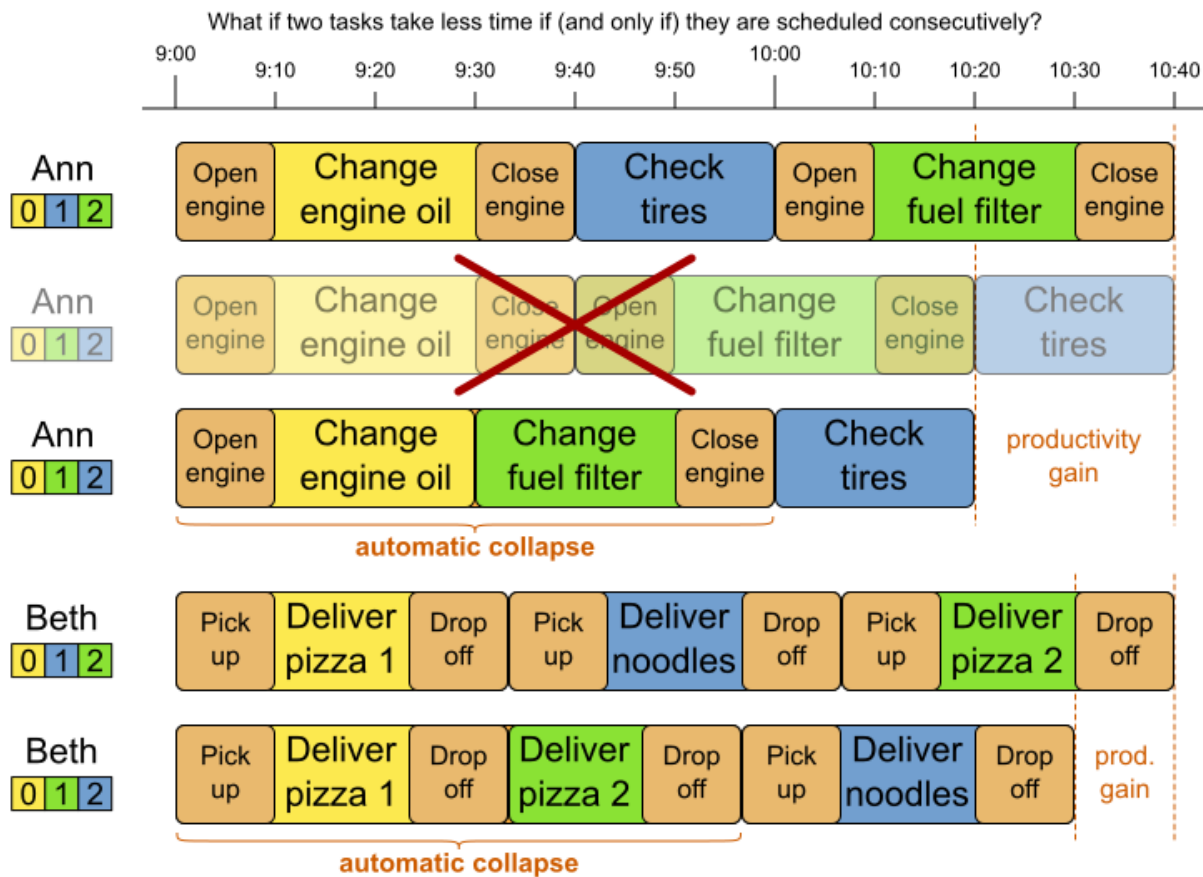 What if two tasks take less time if (and only if) they are scheduled consecutively?
9:00 9:10 9:20 9:30 9:40 9:50 10:00 10:10 10:20 10:30 10:40
Ann
0 1 2
Open
engine
Change
engine oil
Close
engine
Check
tires
Open
engine
Change
fuel filter
Close
engine
Ann
0 1 2
Open
engine
Change
engine oil
Close
engine
Open
engine
Change
fuel filter
Close
engine
Check
tires
Ann
0 1 2
Open
engine
Change
engine oil
Change
fuel filter
Close
engine
Check
tires
productivity
gain
automatic collapse
Beth
0 1 2
Pick
up
Deliver
pizza 1
Drop
off
Pick
up
Deliver
noodles
Drop
off
Pick
up
Deliver
pizza 2
Drop
off
Beth
0 1 2
Pick
up
Deliver
pizza 1
Drop
off
Deliver
pizza 2
Drop
off
Pick
up
Deliver
noodles
Drop
off
prod.
gain
automatic collapse